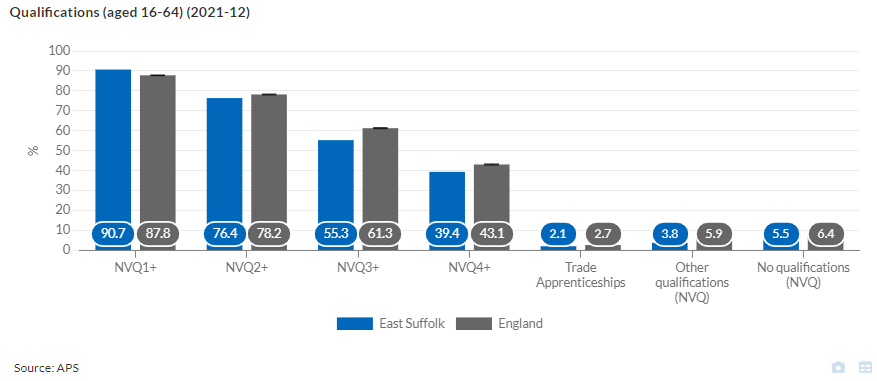 Qualifications (aged 16-64) (2021-12)
100
90
80
70
60
50
40
30
20
10
0
%
90.7 87.8 76.4 78.2 55.3 61.3 39.4 43.1 2.1 2.7 3.8 5.9 5.5 6.4
NVQ1+ NVQ2+ NVQ3+ NVQ4+ Trade Other No qualifications
Apprenticeships qualifications (NVQ)
(NVQ)
East Suffolk England
Source: APS